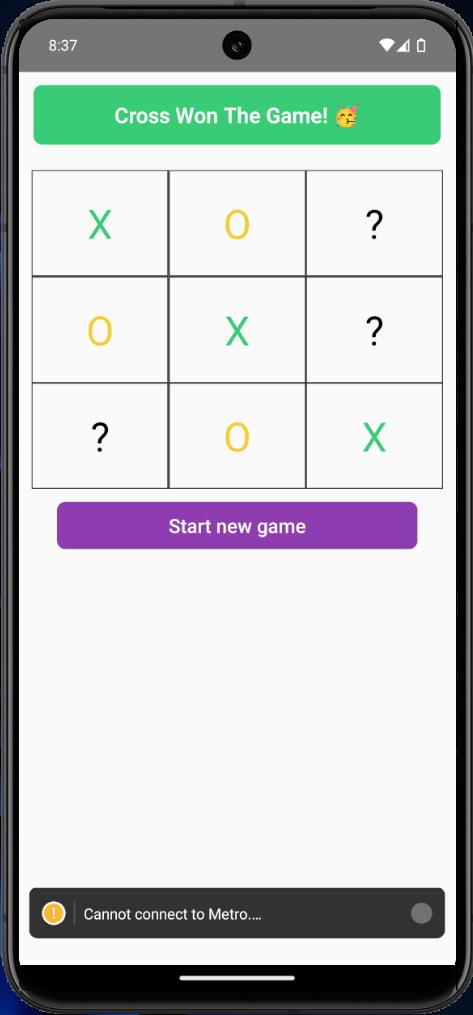 8:37
Cross Won The Game! 🥳
X O ?
O X ?
? O X
Start new game
! Cannot connect to Metro....